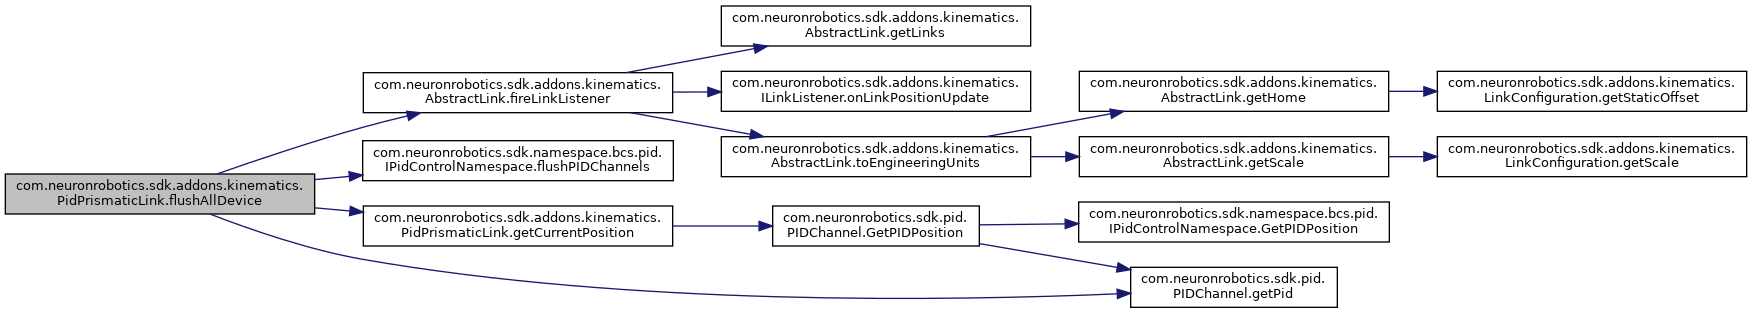 com.neuronrobotics.sdk.addons.kinematics.
PidPrismaticLink.flushAllDevice
com.neuronrobotics.sdk.addons.kinematics.
AbstractLink.fireLinkListener
com.neuronrobotics.sdk.namespace.bcs.pid.
IPidControlNamespace.flushPIDChannels
com.neuronrobotics.sdk.addons.kinematics.
PidPrismaticLink.getCurrentPosition
com.neuronrobotics.sdk.addons.kinematics.
AbstractLink.getLinks
com.neuronrobotics.sdk.addons.kinematics.
ILinkListener.onLinkPositionUpdate
com.neuronrobotics.sdk.addons.kinematics.
AbstractLink.toEngineeringUnits
com.neuronrobotics.sdk.pid.
PIDChannel.GetPIDPosition
com.neuronrobotics.sdk.addons.kinematics.
AbstractLink.getHome
com.neuronrobotics.sdk.addons.kinematics.
AbstractLink.getScale
com.neuronrobotics.sdk.namespace.bcs.pid.
IPidControlNamespace.GetPIDPosition
com.neuronrobotics.sdk.pid.
PIDChannel.getPid
com.neuronrobotics.sdk.addons.kinematics.
LinkConfiguration.getStaticOffset
com.neuronrobotics.sdk.addons.kinematics.
LinkConfiguration.getScale